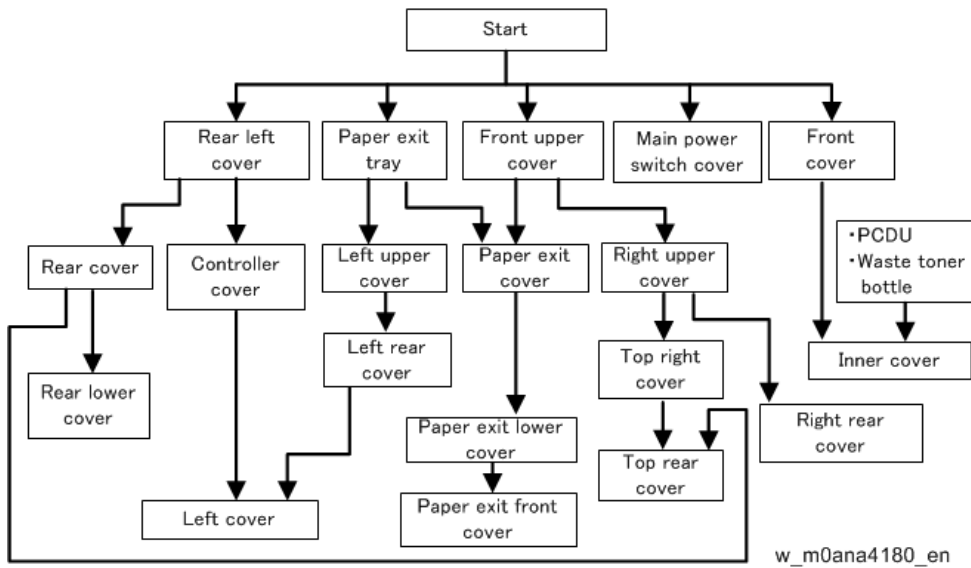 Start
Rear left
cover
Paper exit
tray
Front upper
cover
Main power
switch cover
Front
cover
Rear cover
Controller
cover
Left upper
cover
Paper exit
cover
Right upper
cover
・PCDU
・Waste toner
bottle
Left rear
cover
Top right
cover
Inner cover
Rear lower
cover
Paper exit lower
cover
Right rear
cover
Top rear
cover
Left cover
Paper exit front
cover
w_m0ana4180_en